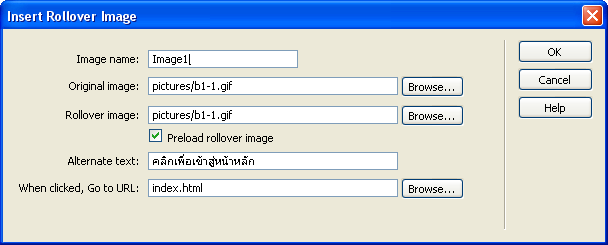 Insert Rollover Image
Image name: Image1
OK
Original image: pictures/b1-1.gif Browse...
Cancel
Rollover image: pictures/b1-1.gif Browse...
Help
Preload rollover image
Alternate text: คลิกเพื่อเข้าสู่หน้าหลัก
When clicked, Go to URL: index.html Browse...